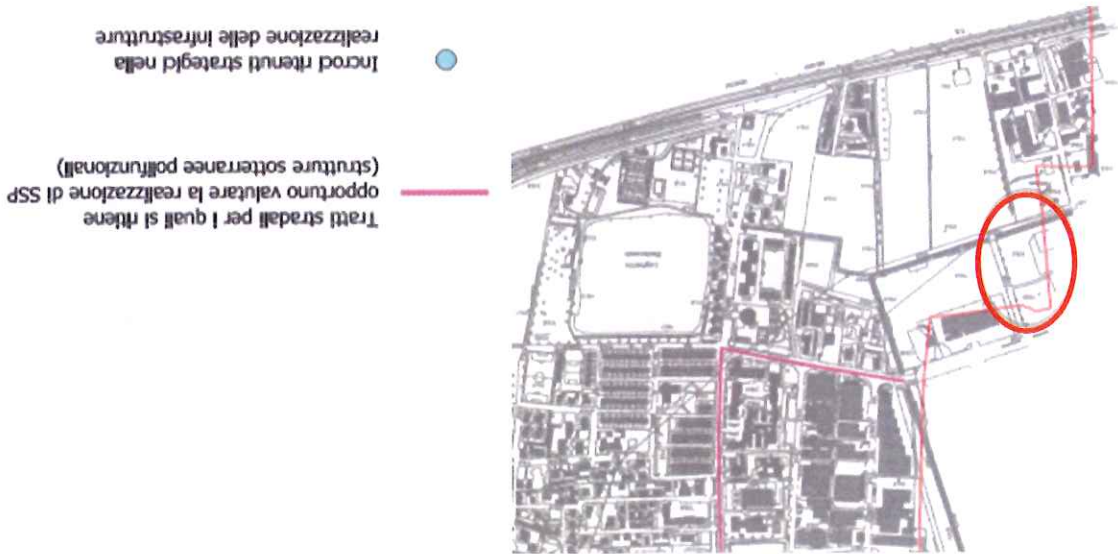 Tratti stradali per i quali si ritiene
opportuno valutare la realizzazione di SSP
(strutture sotterranee polifunzionali)
Incroci ritenuti strategici nella
realizzazione delle infrastrutture